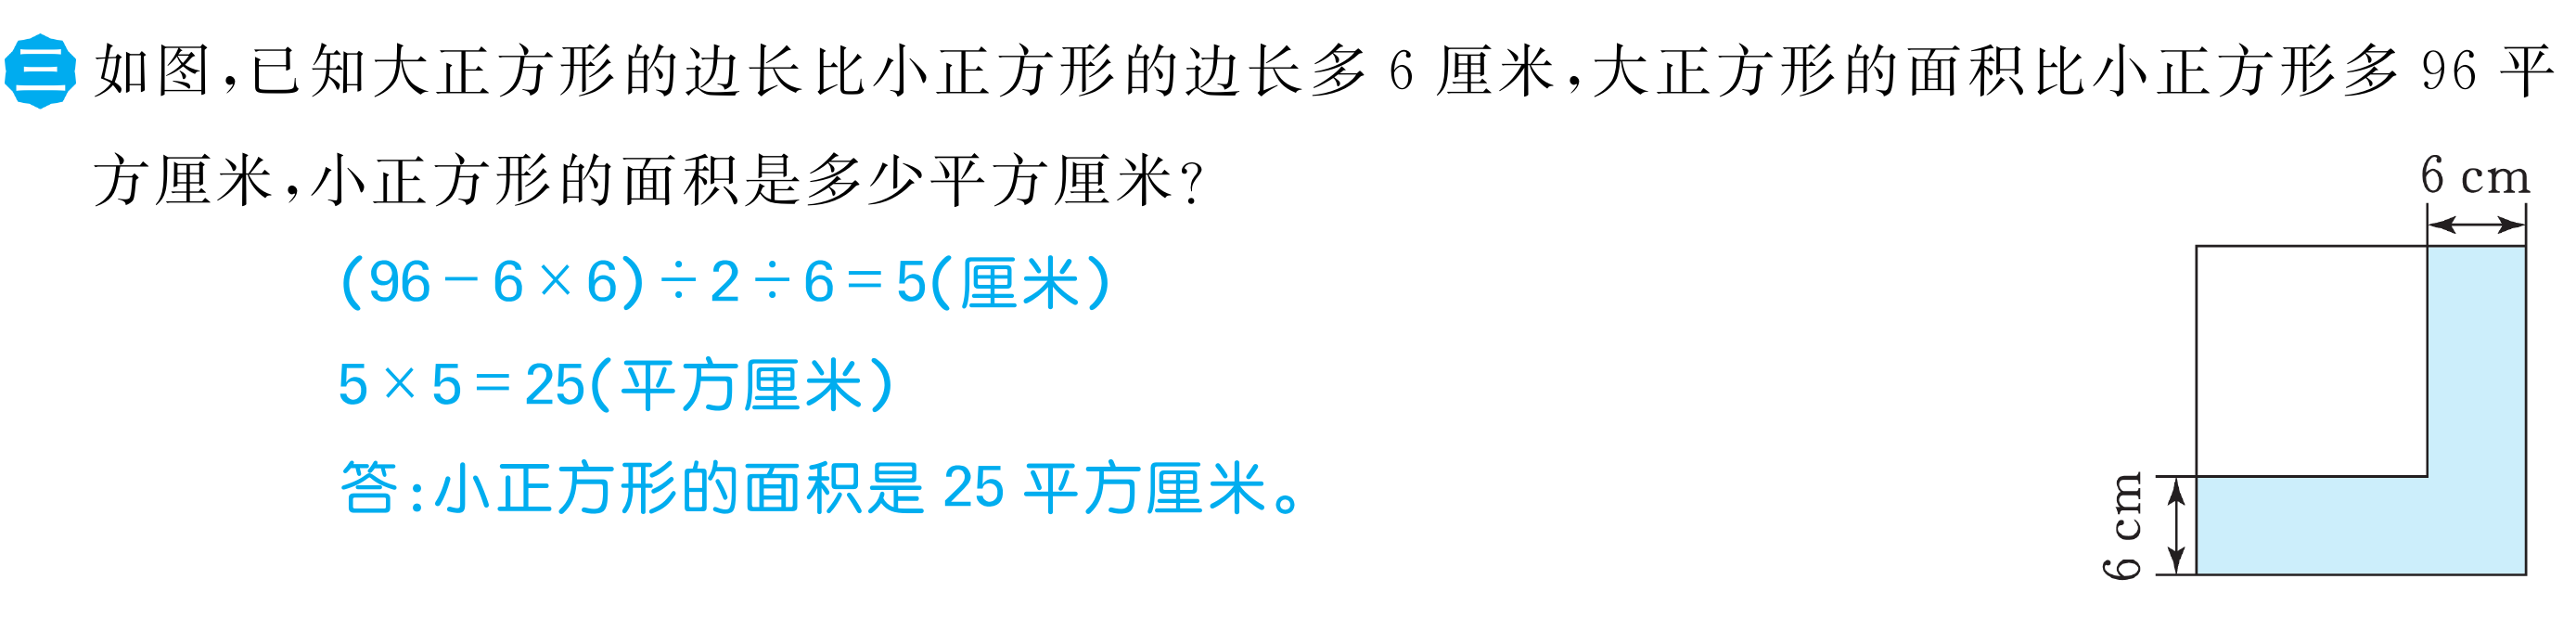 三 如图,已知大正方形的边长比小正方形的边长多 6 厘米,大正方形的面积比小正方形多 96 平
方厘米,小正方形的面积是多少平方厘米?
6 cm
(96－6×6)÷2÷6＝5(厘米)
5×5＝25(平方厘米)
答:小正方形的面积是 25 平方厘米。
6 cm